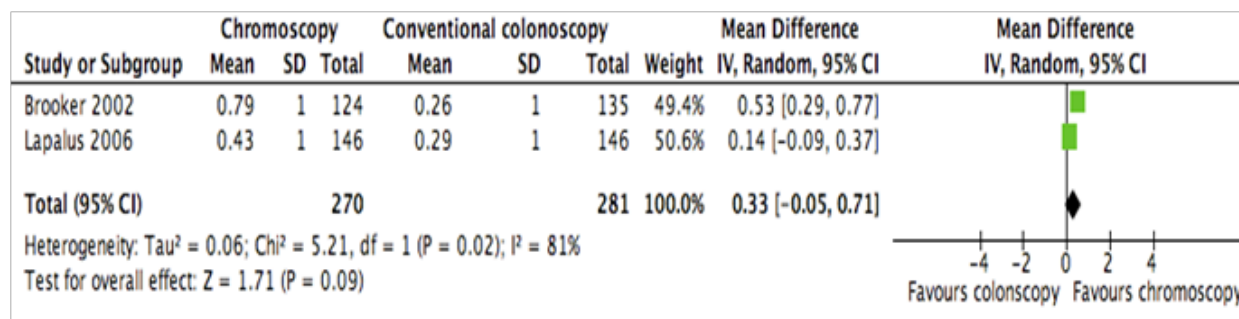 Chromoscopy Conventional colonoscopy Mean Difference Mean Difference
Study or Subgroup Mean SD Total Mean SD Total Weight IV, Random, 95% CI IV, Random, 95% CI
Brooker 2002 0.79 1 124 0.26 1 135 49.4% 0.53 [0.29, 0.77]
Lapalus 2006 0.43 1 146 0.29 1 146 50.6% 0.14 [-0.09, 0.37]
Total (95% CI) 270 281 100.0% 0.33 [-0.05, 0.71]
Heterogeneity: Tau² = 0.06; Chi² = 5.21, df = 1 (P = 0.02); I² = 81%
Test for overall effect: Z = 1.71 (P = 0.09)
-4 -2 0 2 4
Favours colonscopy Favours chromoscopy